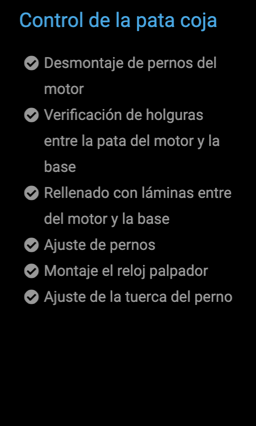 Control de la pata coja
Desmontaje de pernos del
motor
Verificación de holguras
entre la pata del motor y la
base
Rellenado con láminas entre
del motor y la base
Ajuste de pernos
Montaje el reloj palpador
Ajuste de la tuerca del perno